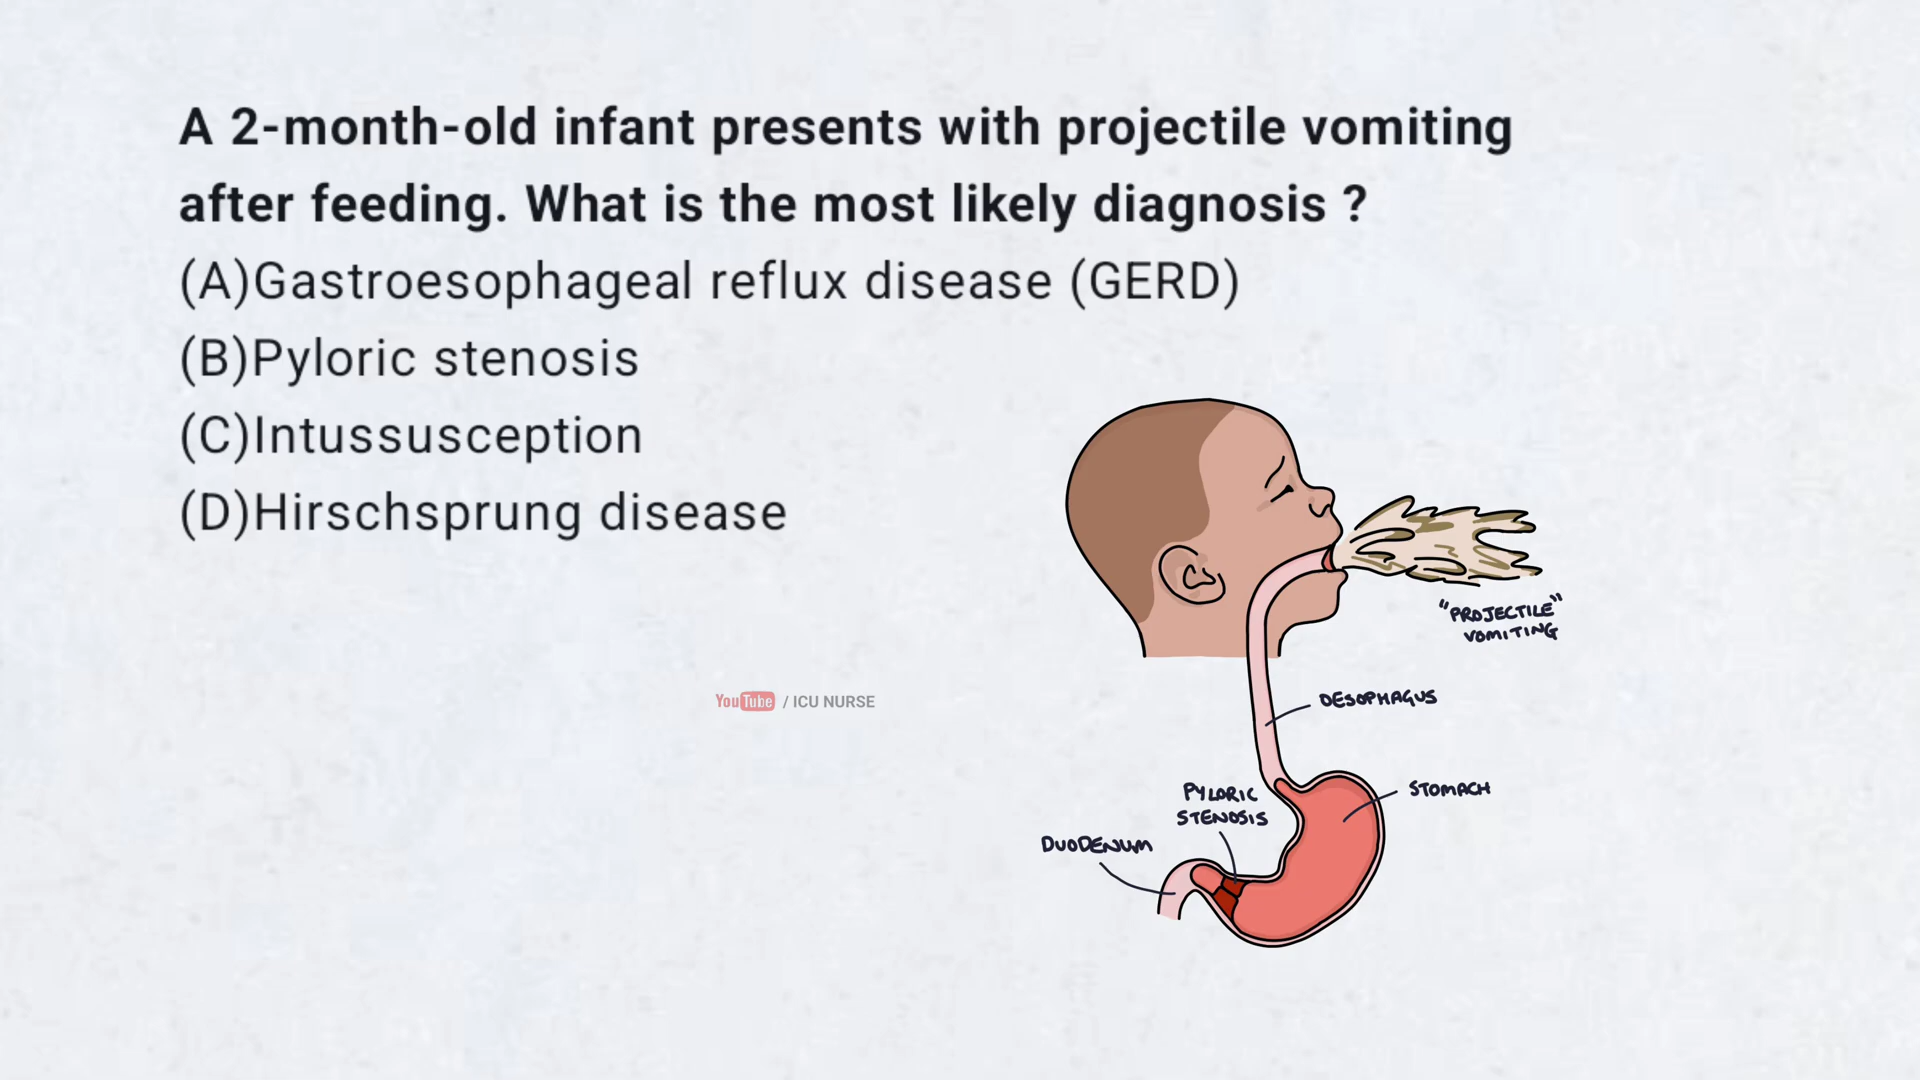 A 2-month-old infant presents with projectile vomiting
after feeding. What is the most likely diagnosis ?
(A)Gastroesophageal reflux disease (GERD)
(B)Pyloric stenosis
(C)Intussusception
(D)Hirschsprung disease
"PROJECTILE"
VOMITING
YouTube / ICU NURSE
OESOPHAGUS
PYLORIC
STENOSIS
STOMACH
DUODENUM